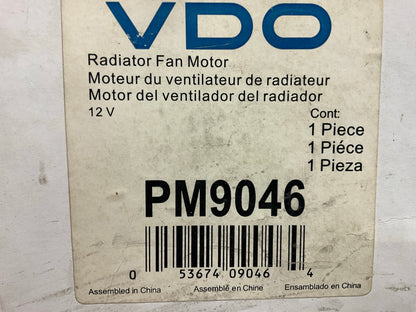 VDO
Radiator Fan Motor
Moteur du ventilateur de radiateur
Motor del ventilador del radiador
12 V
Cont:
1 Piece
1 Piéce
1 Pieza
PM9046
0 53674 09046 4
Assembled in China Assemblé en Chine Ensamblado en China